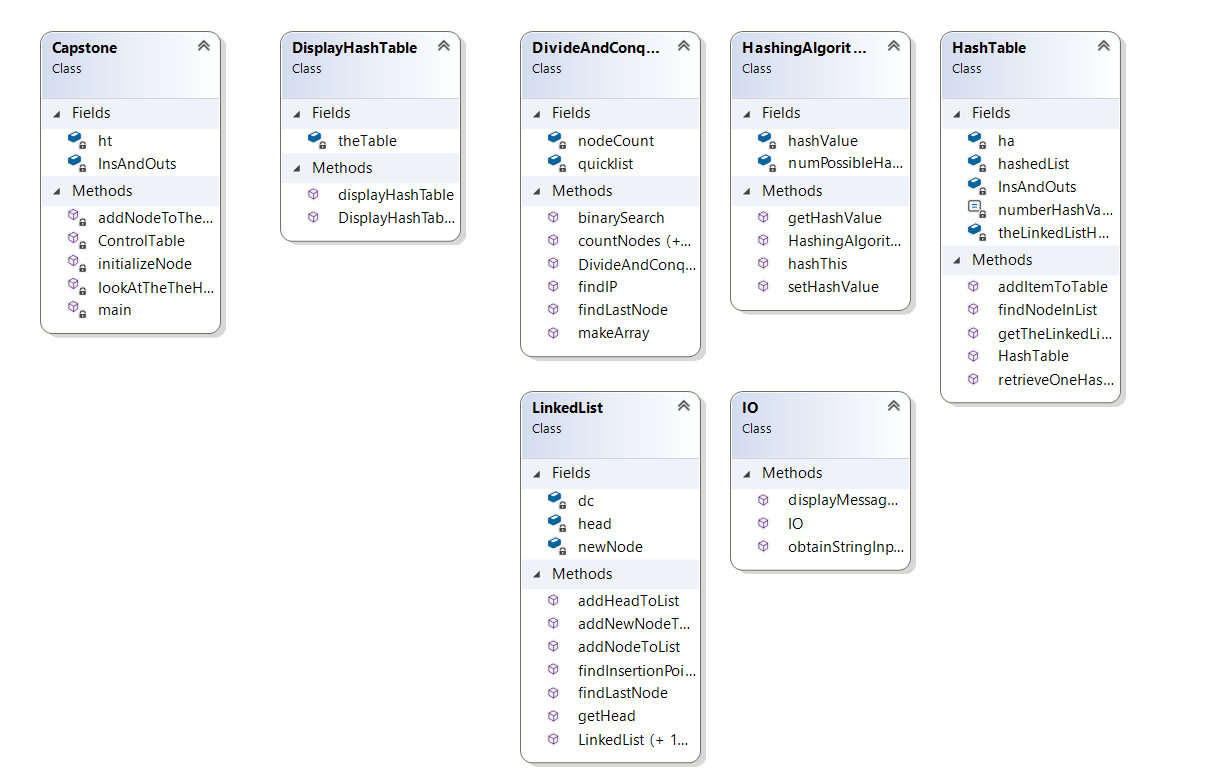 Capstone
Class
Fields
ht
InsAndOuts
Methods
addNodeToThe...
ControlTable
initializeNode
lookAtTheTheH...
main
DisplayHashTable
Class
Fields
theTable
Methods
displayHashTable
DisplayHashTab...
DivideAndConq...
Class
Fields
nodeCount
quicklist
Methods
binarySearch
countNodes (+...
DivideAndConq...
findIP
findLastNode
makeArray
HashingAlgorit...
Class
Fields
hashValue
numPossibleHa...
Methods
getHashValue
HashingAlgorit...
hashThis
setHashValue
HashTable
Class
Fields
ha
hashedList
InsAndOuts
numberHashVa...
theLinkedListH...
Methods
addItemToTable
findNodeInList
getTheLinkedLi...
HashTable
retrieveOneHas...
LinkedList
Class
Fields
dc
head
newNode
Methods
addHeadToList
addNewNodeT...
addNodeToList
findInsertionPoi...
findLastNode
getHead
LinkedList (+ 1...
IO
Class
Methods
displayMessag...
IO
obtainStringInp...